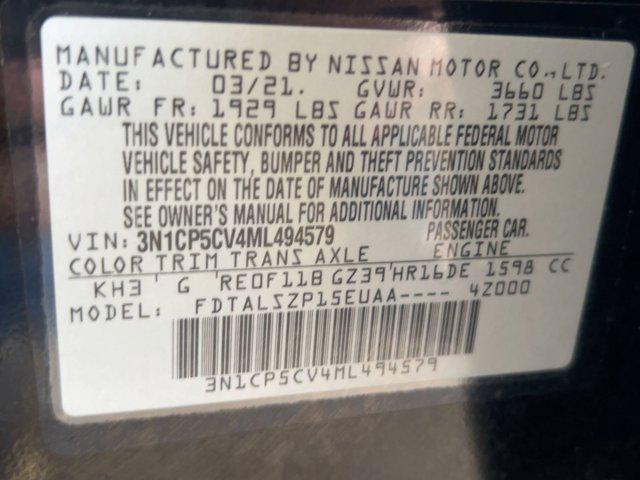 MANUFACTURED BY NISSAN MOTOR CO.,LTD.
DATE: 03/21. GVWR: 3660 LBS
GAWR FR: 1929 LBS GAWR RR: 1731 LBS
THIS VEHICLE CONFORMS TO ALL APPLICABLE FEDERAL MOTOR
VEHICLE SAFETY, BUMPER AND THEFT PREVENTION STANDARDS
IN EFFECT ON THE DATE OF MANUFACTURE SHOWN ABOVE.
SEE OWNER'S MANUAL FOR ADDITIONAL INFORMATION.
VIN: 3N1CP5CV4ML494579 PASSENGER CAR.
COLOR TRIM TRANS AXLE ENGINE
KH3 G RE0F11B GZ39 HR16DE 1598 CC
FDTALSZP15EUAA---- 4Z000
3N1CP5CV4ML494579